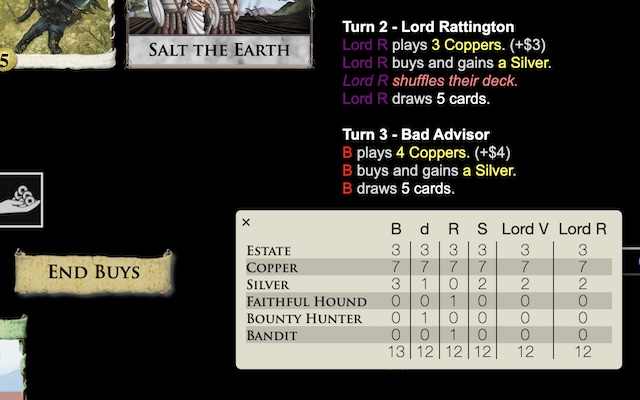 5
SALT THE EARTH
Turn 2 - Lord Rattington
Lord R plays 3 Coppers. (+$3)
Lord R buys and gains a Silver.
Lord R shuffles their deck.
Lord R draws 5 cards.
Turn 3 - Bad Advisor
B plays 4 Coppers. (+$4)
B buys and gains a Silver.
B draws 5 cards.
END BUYS
×
B d R S Lord V Lord R
ESTATE 3 3 3 3 3 3
COPPER 7 7 7 7 7 7
SILVER 3 1 0 2 2 2
FAITHFUL HOUND 0 0 1 0 0 0
BOUNTY HUNTER 0 1 0 0 0 0
BANDIT 0 0 1 0 0 0
13 12 12 12 12 12